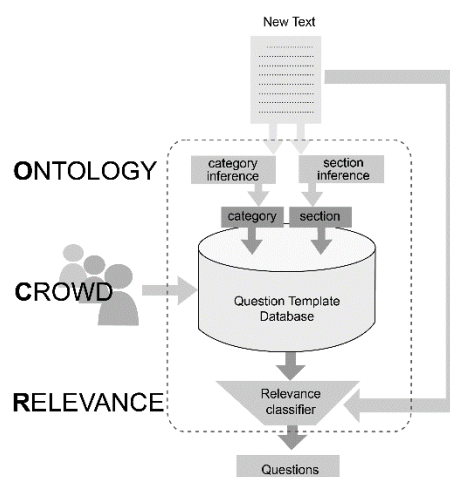 New Text
ONTOLOGY
category
inference
section
inference
category
section
CROWD
Question Template
Database
RELEVANCE
Relevance
classifier
Questions